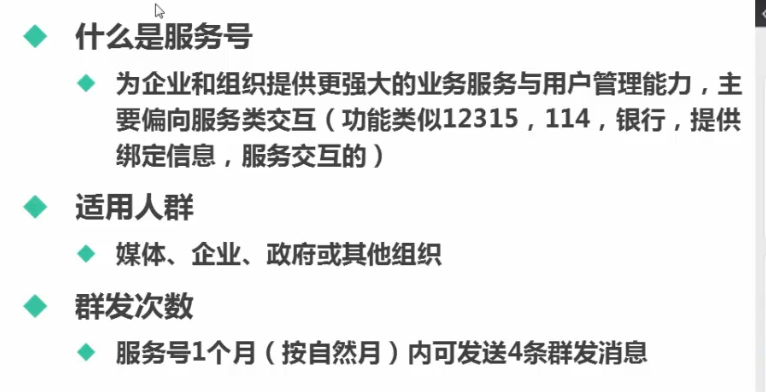 什么是服务号
为企业和组织提供更强大的业务服务与用户管理能力，主
要偏向服务类交互（功能类似12315，114，银行，提供
绑定信息，服务交互的）
适用人群
媒体、企业、政府或其他组织
群发次数
服务号1个月（按自然月）内可发送4条群发消息